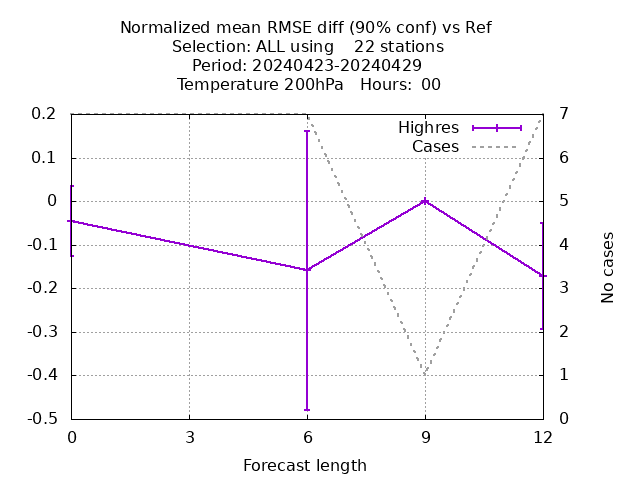 Normalized mean RMSE diff (90% conf) vs Ref
Selection: ALL using    22 stations
Period: 20240423-20240429
Temperature 200hPa   Hours:  00
Highres
Cases
0.2
0.1
0
-0.1
-0.2
-0.3
-0.4
-0.5
7
6
5
4
3
2
1
0
No cases
0 3 6 9 12
Forecast length